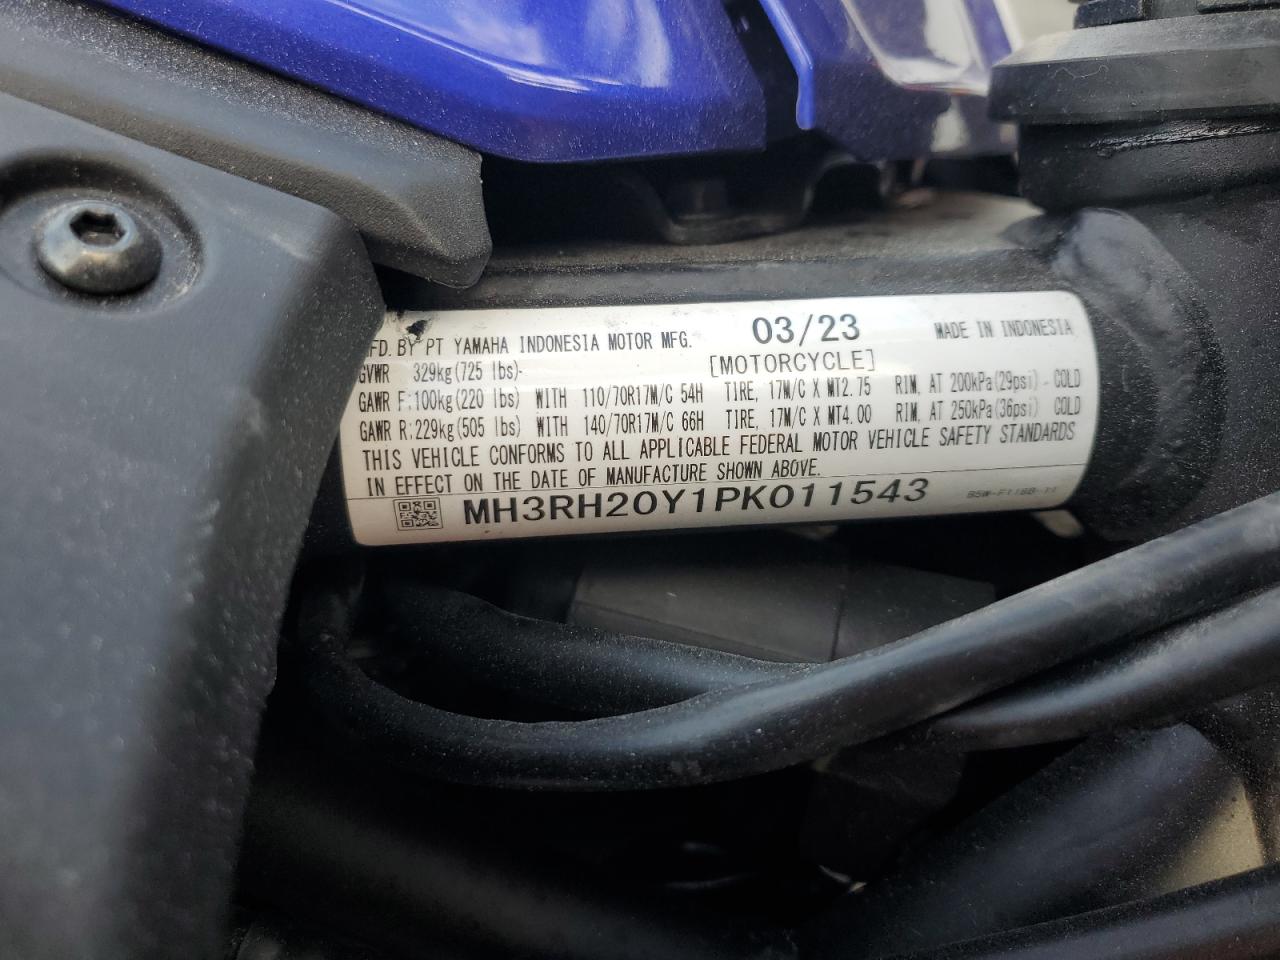 MFD. BY PT YAMAHA INDONESIA MOTOR MFG. 03/23 MADE IN INDONESIA
GVWR 329kg(725 lbs) [MOTORCYCLE]
GAWR F:100kg(220 lbs) WITH 110/70R17M/C 54H TIRE, 17M/C X MT2.75 RIM, AT 200kPa(29psi) COLD
GAWR R:229kg(505 lbs) WITH 140/70R17M/C 66H TIRE, 17M/C X MT4.00 RIM, AT 250kPa(36psi) COLD
THIS VEHICLE CONFORMS TO ALL APPLICABLE FEDERAL MOTOR VEHICLE SAFETY STANDARDS
IN EFFECT ON THE DATE OF MANUFACTURE SHOWN ABOVE.
MH3RH20Y1PK011543